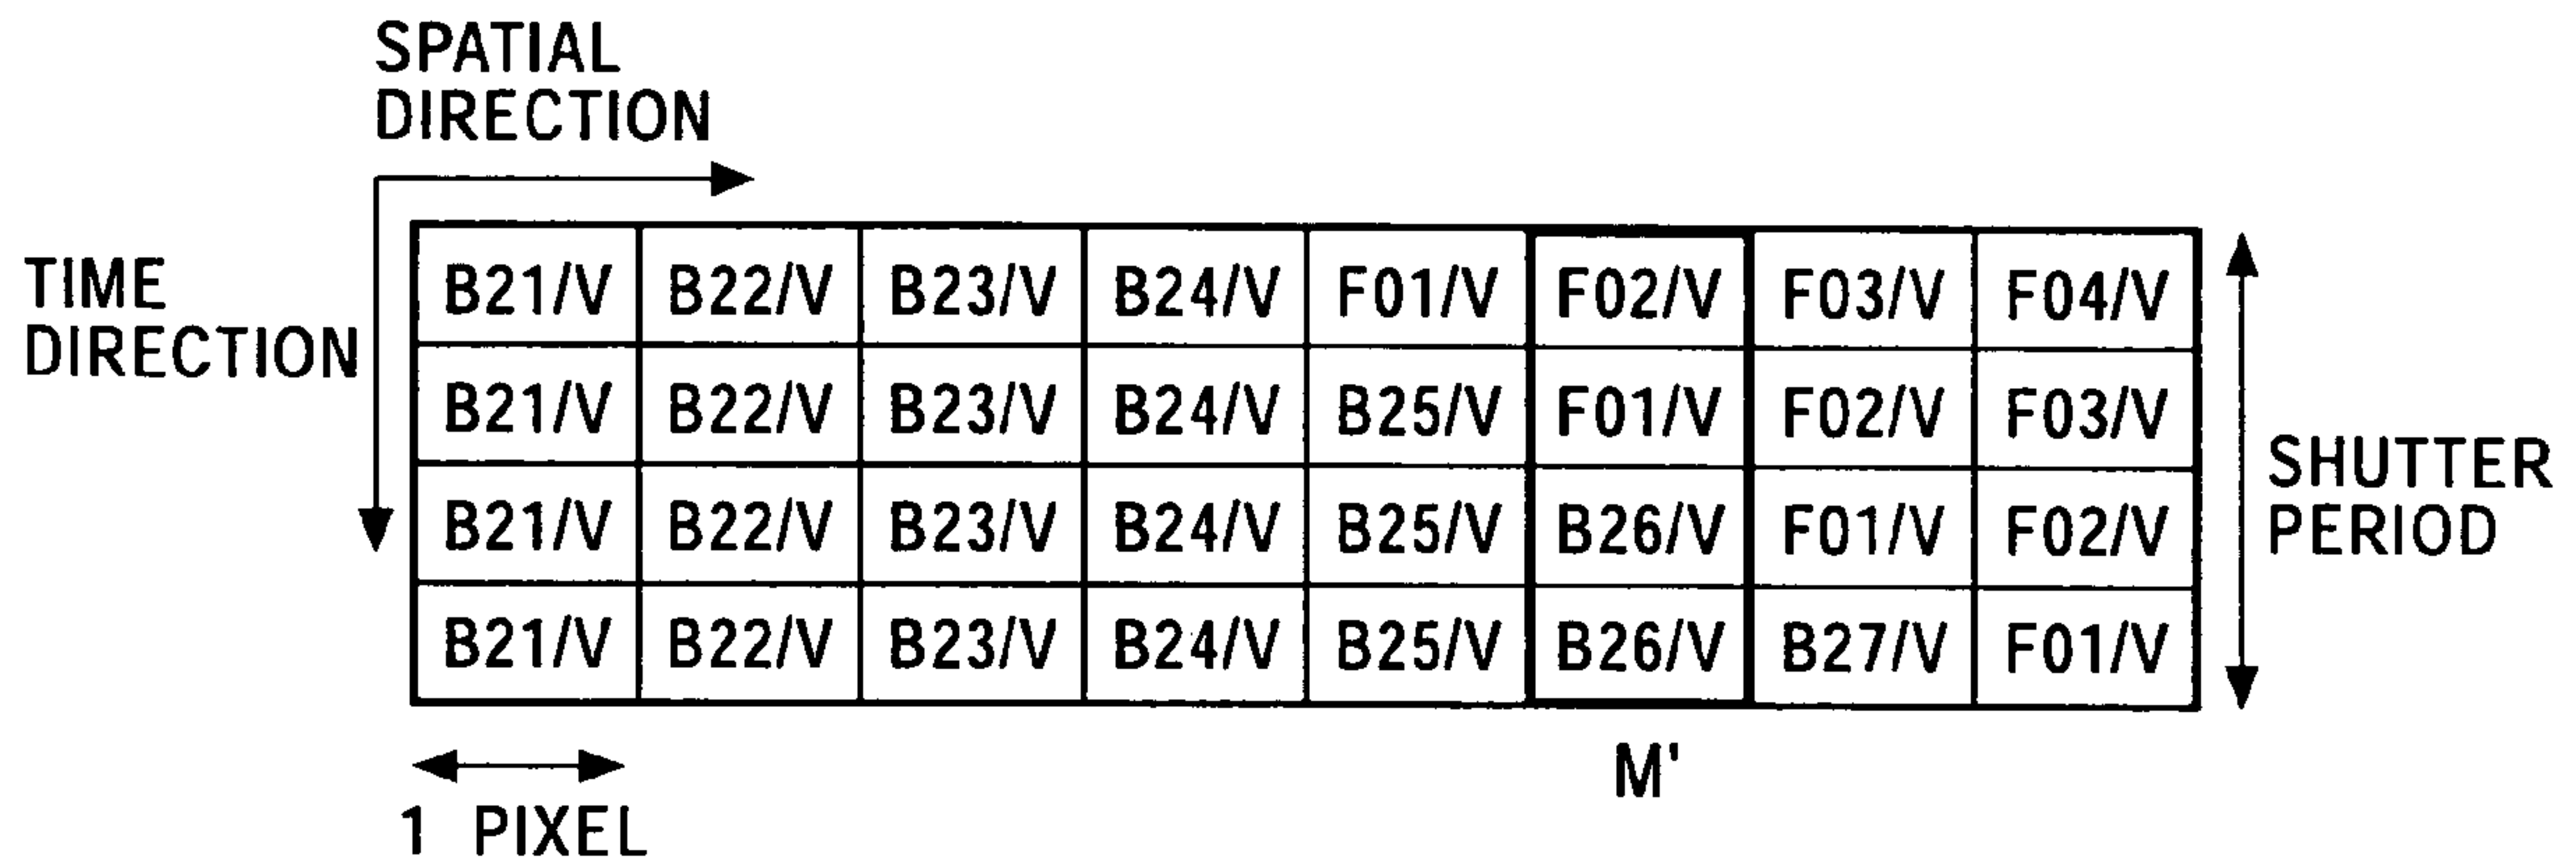 SPATIAL
DIRECTION
TIME
DIRECTION
B21/V B22/V B23/V B24/V F01/V F02/V F03/V F04/V
B21/V B22/V B23/V B24/V B25/V F01/V F02/V F03/V
B21/V B22/V B23/V B24/V B25/V B26/V F01/V F02/V
B21/V B22/V B23/V B24/V B25/V B26/V B27/V F01/V
SHUTTER
PERIOD
M'
1 PIXEL